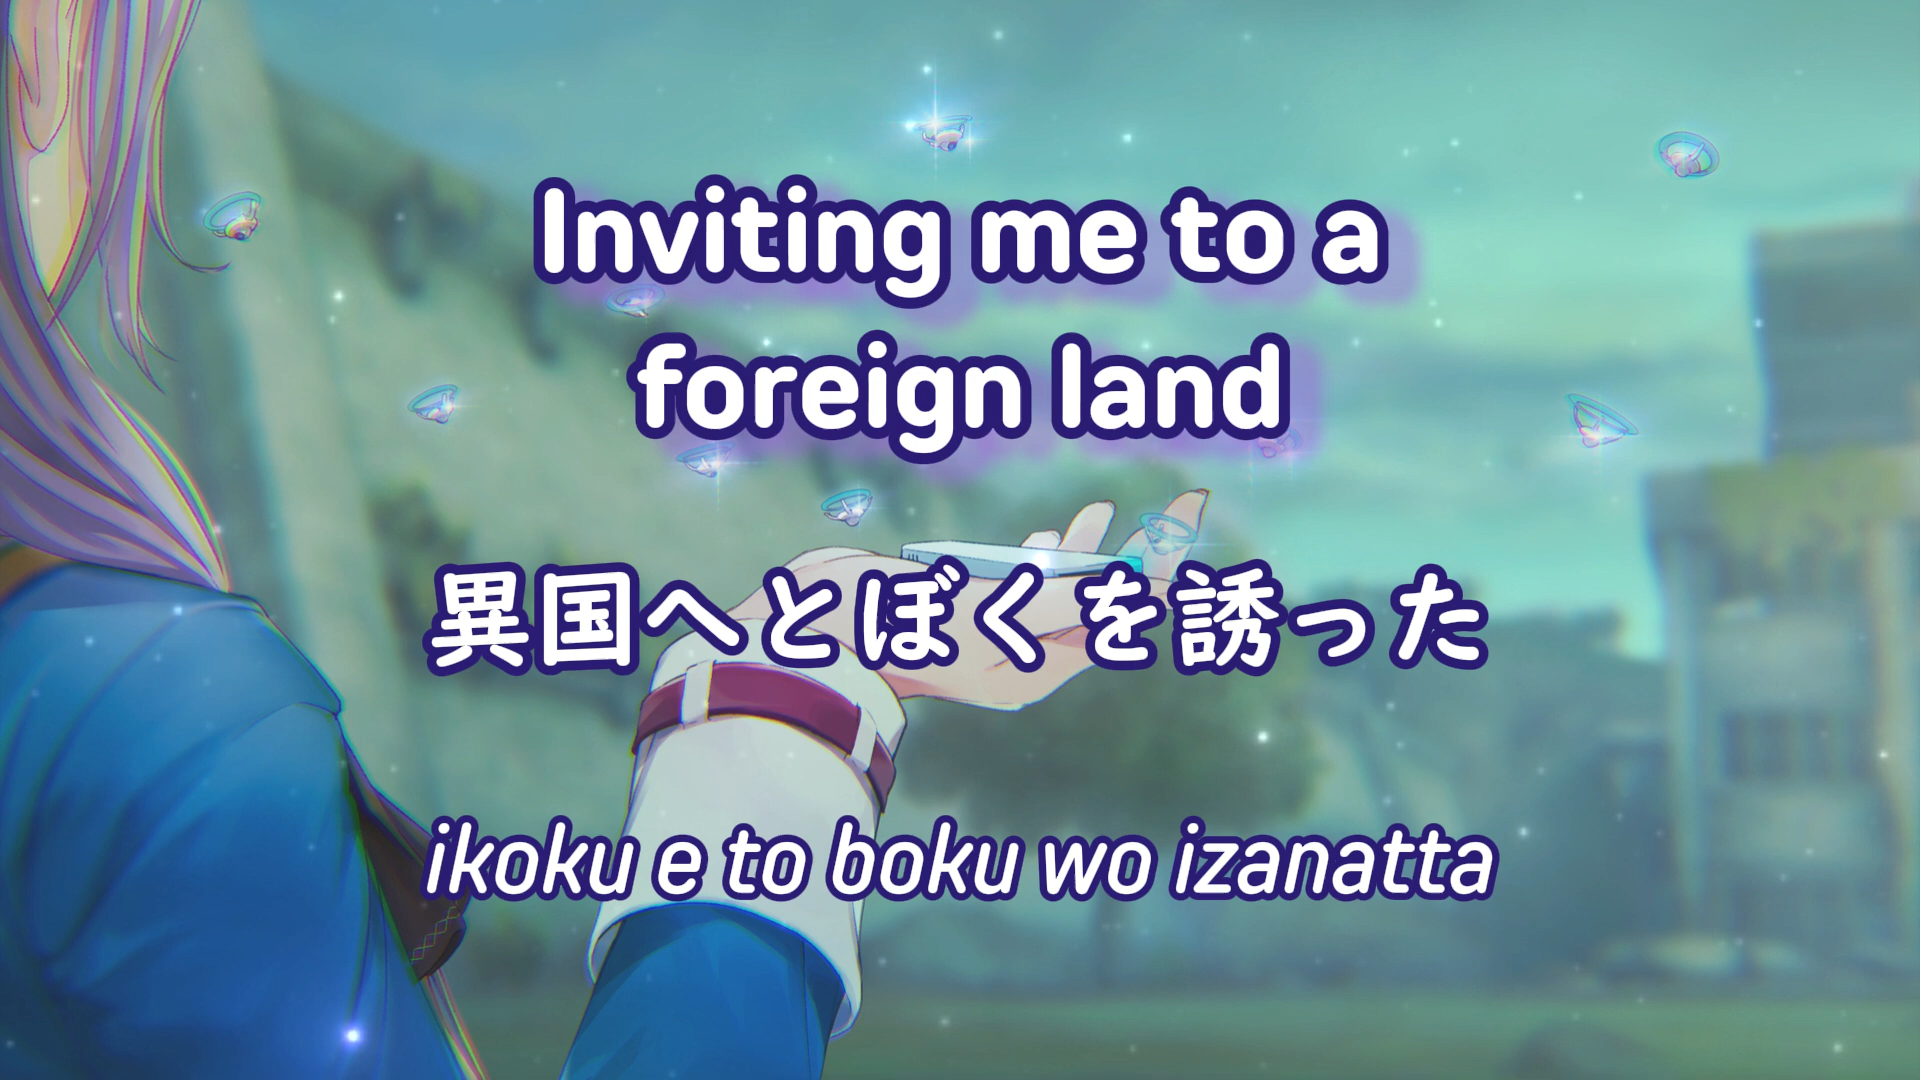 Inviting me to a
foreign land
異国へとぼくを誘った
ikoku e to boku wo izanatta